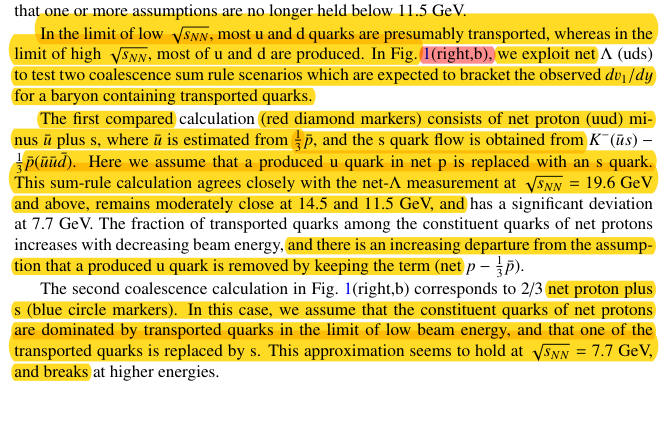 that one or more assumptions are no longer held below 11.5 GeV.
In the limit of low √sNN, most u and d quarks are presumably transported, whereas in the
limit of high √sNN, most of u and d are produced. In Fig. 1(right,b), we exploit net Λ (uds)
to test two coalescence sum rule scenarios which are expected to bracket the observed dv₁/dy
for a baryon containing transported quarks.
The first compared calculation (red diamond markers) consists of net proton (uud) mi-
nus ū plus s, where ū is estimated from 1/3 p̄, and the s quark flow is obtained from K⁻(ūs) −
1/3 p̄(ūūd̄). Here we assume that a produced u quark in net p is replaced with an s quark.
This sum-rule calculation agrees closely with the net-Λ measurement at √sNN = 19.6 GeV
and above, remains moderately close at 14.5 and 11.5 GeV, and has a significant deviation
at 7.7 GeV. The fraction of transported quarks among the constituent quarks of net protons
increases with decreasing beam energy, and there is an increasing departure from the assump-
tion that a produced u quark is removed by keeping the term (net p − 1/3 p̄).
The second coalescence calculation in Fig. 1(right,b) corresponds to 2/3 net proton plus
s (blue circle markers). In this case, we assume that the constituent quarks of net protons
are dominated by transported quarks in the limit of low beam energy, and that one of the
transported quarks is replaced by s. This approximation seems to hold at √sNN = 7.7 GeV,
and breaks at higher energies.